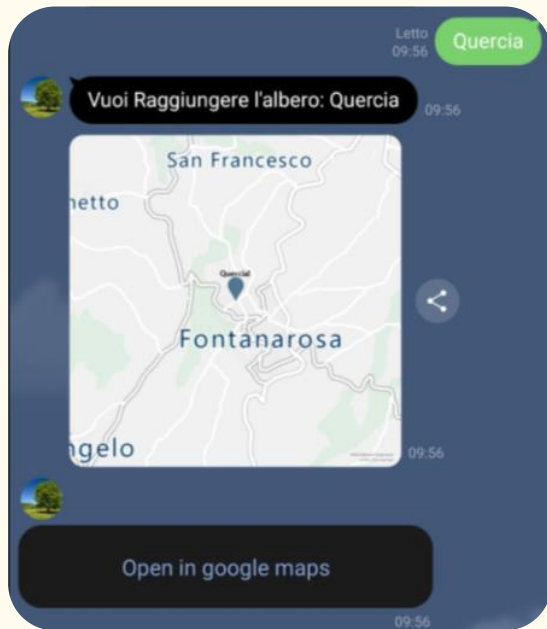 Letto
09:56
Quercia
Vuoi Raggiungere l'albero: Quercia
09:56
San Francesco
netto
Fontanarosa
ngelo
09:56
Open in google maps
09:56